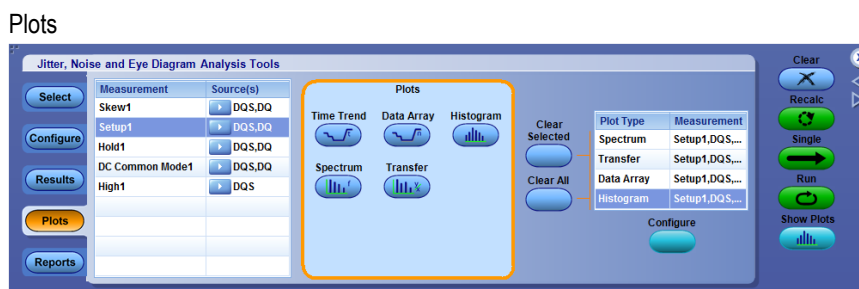 Plots
Jitter, Noise and Eye Diagram Analysis Tools
Select
Configure
Results
Plots
Reports
Measurement Source(s)
Skew1 DQS,DQ
Setup1 DQS,DQ
Hold1 DQS,DQ
DC Common Mode1 DQS,DQ
High1 DQS
Plots
Time Trend Data Array Histogram
Spectrum Transfer
Clear
Selected
Clear All
Plot Type Measurement
Spectrum Setup1,DQS,...
Transfer Setup1,DQS,...
Data Array Setup1,DQS,...
Histogram Setup1,DQS,...
Configure
Clear
Recalc
Single
Run
Show Plots